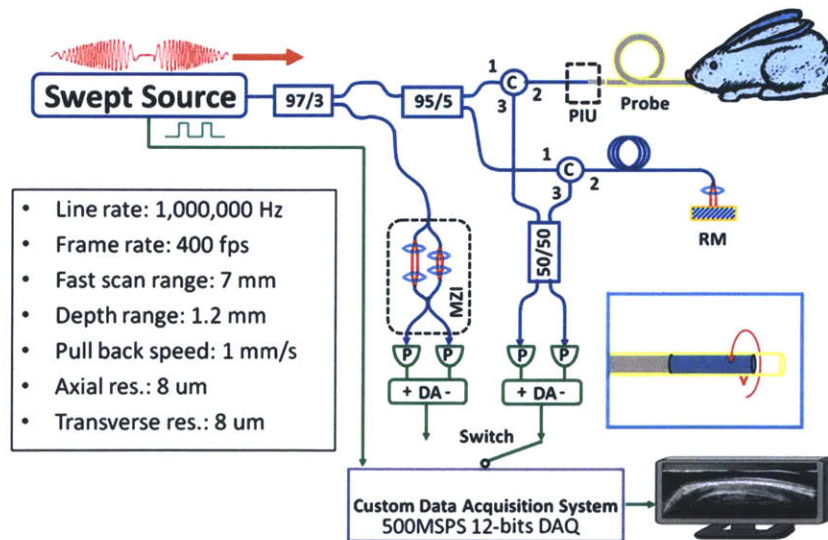 Swept Source
97/3
95/5
1
C
2
3
PIU
Probe
1
C
2
3
RM
50/50
MZI
P
P
P
P
+ DA -
+ DA -
Switch
• Line rate: 1,000,000 Hz
• Frame rate: 400 fps
• Fast scan range: 7 mm
• Depth range: 1.2 mm
• Pull back speed: 1 mm/s
• Axial res.: 8 um
• Transverse res.: 8 um
Custom Data Acquisition System
500MSPS 12-bits DAQ